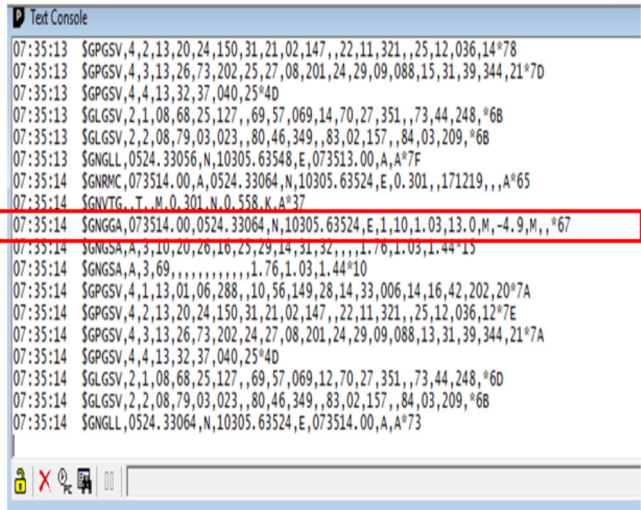 Text Console
07:35:13 $GPGSV,4,2,13,20,24,150,31,21,02,147,,22,11,321,,25,12,036,14*78
07:35:13 $GPGSV,4,3,13,26,73,202,25,27,08,201,24,29,09,088,15,31,39,344,21*7D
07:35:13 $GPGSV,4,4,13,32,37,040,25*4D
07:35:13 $GLGSV,2,1,08,68,25,127,,69,57,069,14,70,27,351,,73,44,248,*6B
07:35:13 $GLGSV,2,2,08,79,03,023,,80,46,349,,83,02,157,,84,03,209,*6B
07:35:13 $GNGLL,0524.33056,N,10305.63548,E,073513.00,A,A*7F
07:35:14 $GNRMC,073514.00,A,0524.33064,N,10305.63524,E,0.301,,171219,,,A*65
07:35:14 $GNVTG,,T,,M,0.301,N,0.558,K,A*37
07:35:14 $GNGGA,073514.00,0524.33064,N,10305.63524,E,1,10,1.03,13.0,M,-4.9,M,,*67
07:35:14 $GNGSA,A,3,10,20,26,16,25,29,14,31,32,,,,1.76,1.03,1.44*15
07:35:14 $GNGSA,A,3,69,,,,,,,,,,,,1.76,1.03,1.44*10
07:35:14 $GPGSV,4,1,13,01,06,288,,10,56,149,28,14,33,006,14,16,42,202,20*7A
07:35:14 $GPGSV,4,2,13,20,24,150,31,21,02,147,,22,11,321,,25,12,036,12*7E
07:35:14 $GPGSV,4,3,13,26,73,202,24,27,08,201,24,29,09,088,13,31,39,344,21*7A
07:35:14 $GPGSV,4,4,13,32,37,040,25*4D
07:35:14 $GLGSV,2,1,08,68,25,127,,69,57,069,12,70,27,351,,73,44,248,*6D
07:35:14 $GLGSV,2,2,08,79,03,023,,80,46,349,,83,02,157,,84,03,209,*6B
07:35:14 $GNGLL,0524.33064,N,10305.63524,E,073514.00,A,A*73
PC